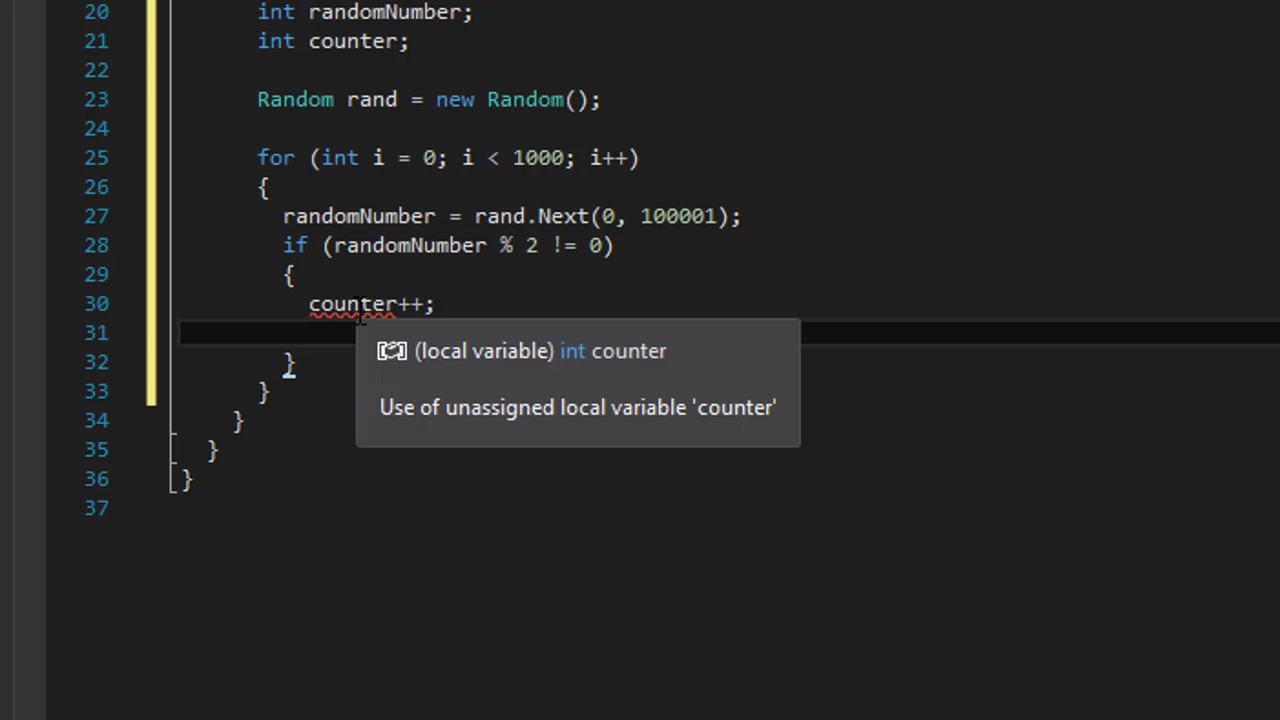 20 int randomNumber;
21 int counter;
22
23 Random rand = new Random();
24
25 for (int i = 0; i < 1000; i++)
26 {
27 randomNumber = rand.Next(0, 100001);
28 if (randomNumber % 2 != 0)
29 {
30 counter++;
31
(local variable) int counter
32 }
Use of unassigned local variable 'counter'
33 }
34 }
35 }
36 }
37